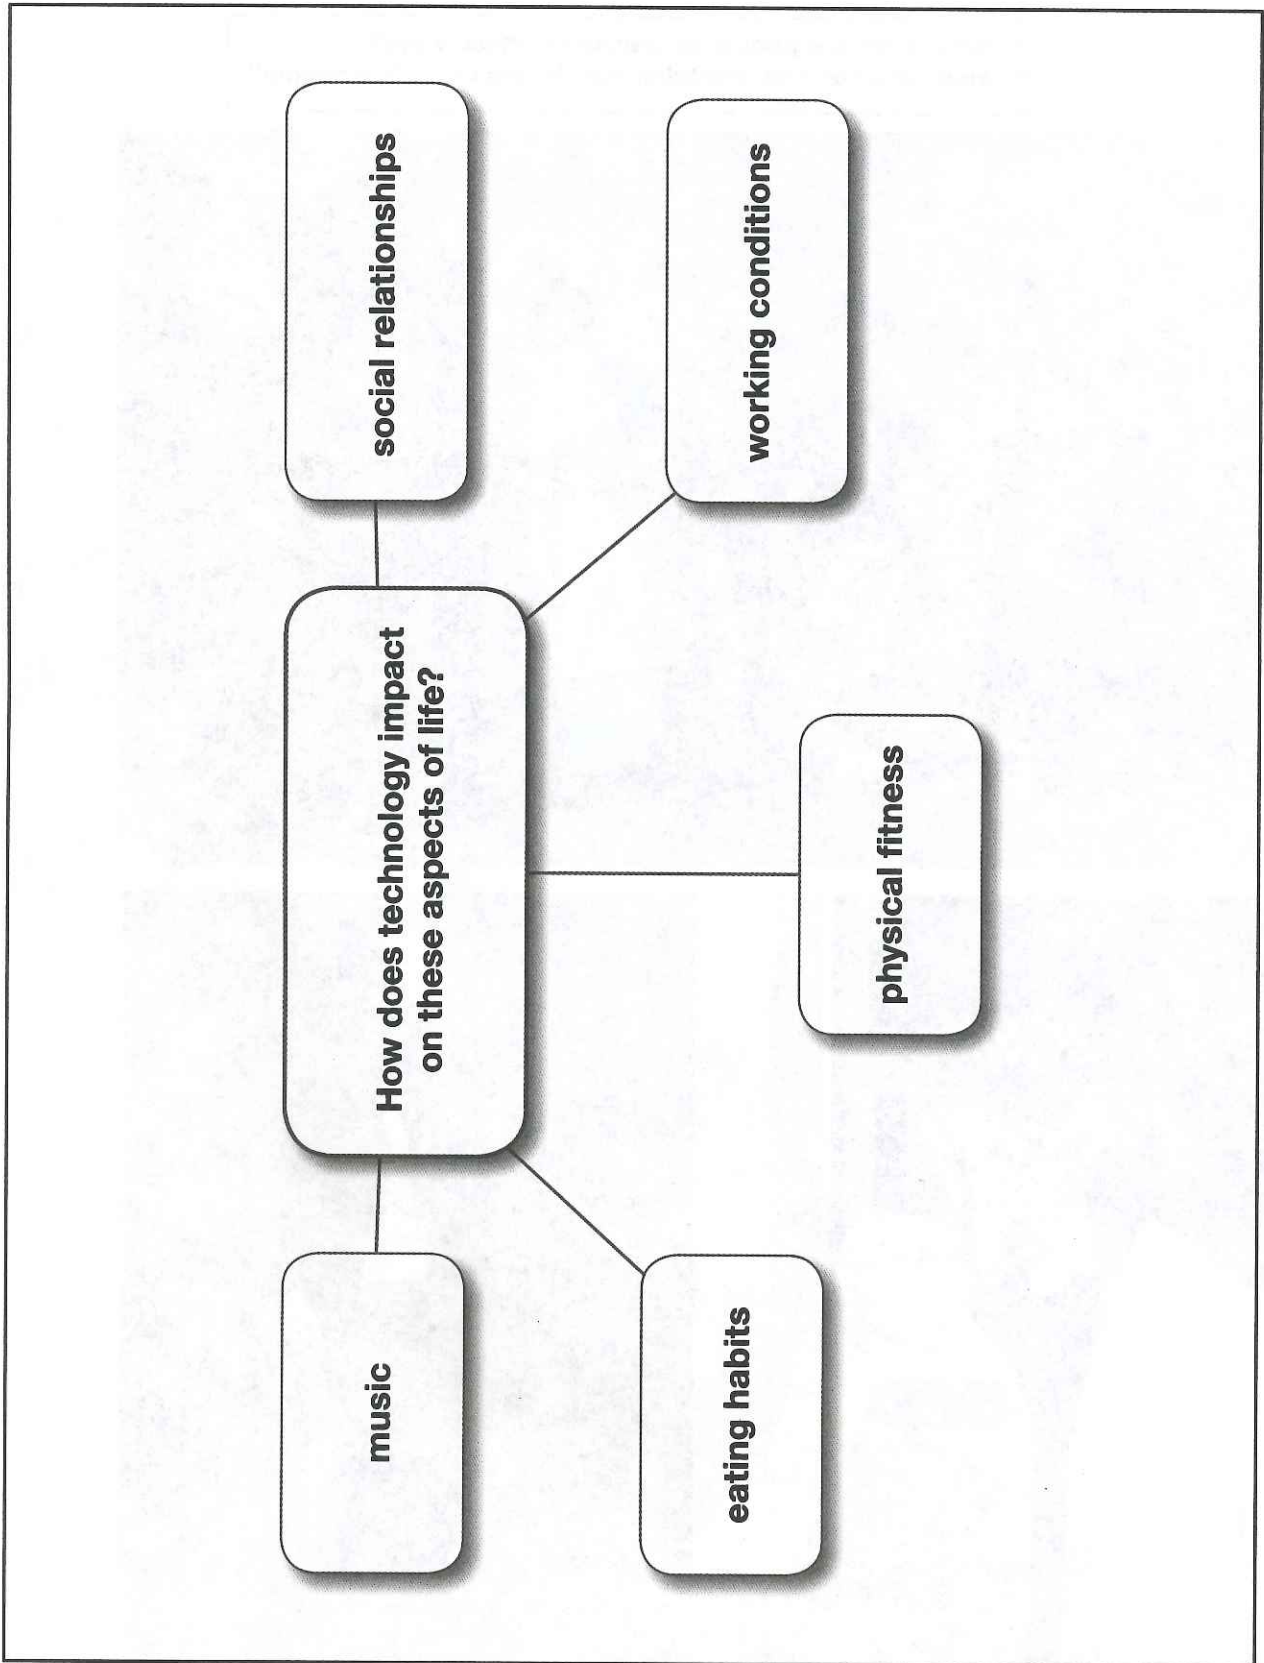 How does technology impact
on these aspects of life?
music
eating habits
physical fitness
working conditions
social relationships